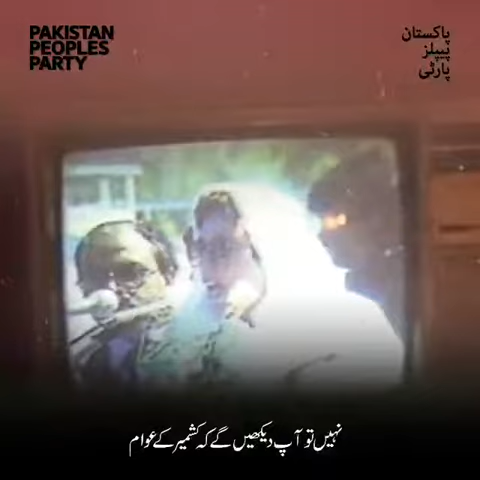 PAKISTAN
PEOPLES
PARTY
پاکستان
پیپلز
پارٹی
نہیں تو آپ دیکھیں گے کہ کشمیر کے عوام